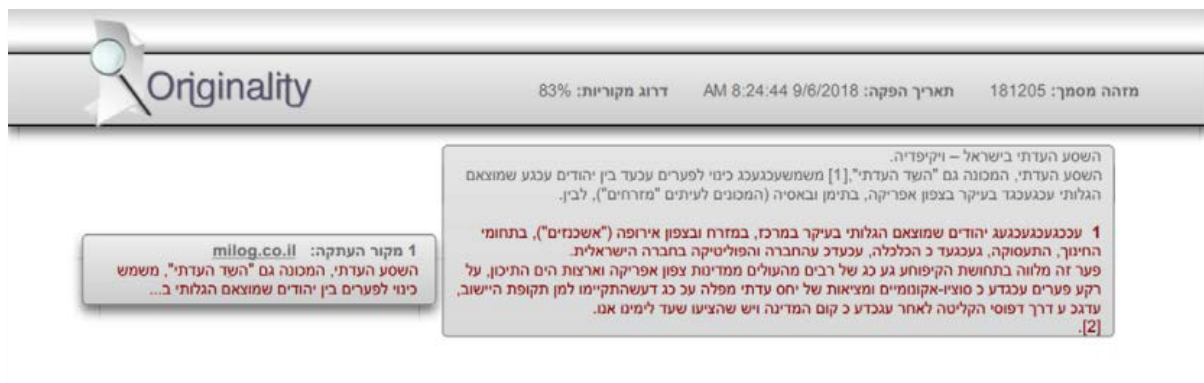 Originality
מזהה מסמך: 181205 תאריך הפקה: 9/6/2018 8:24:44 AM דרוג מקוריות: 83%
השסע העדתי בישראל – ויקיפדיה.
השסע העדתי, המכונה גם "השֵד העדתי",[1] משמשעכגעכג כינוי לפערים עכעד בין יהודים עכגע שמוצאם
הגלותי עכגעכגד בעיקר בצפון אפריקה, בתימן ובאסיה (המכונים לעיתים "מזרחים"), לבין.
1 עככגעכגעכגעג יהודים שמוצאם הגלותי בעיקר במרכז, במזרח ובצפון אירופה ("אשכנזים"), בתחומי
החינוך, התעסוקה, געכגעד כ הכלכלה, עכעדכ עהחברה והפוליטיקה בחברה הישראלית.
פער זה מלווה בתחושת הקיפוחע גע כג של רבים מהעולים ממדינות צפון אפריקה וארצות הים התיכון, על
רקע פערים עכגדע כ סוציו-אקונומיים ומציאות של יחס עדתי מפלה עכ כג דעשהתקיימו למן תקופת היישוב,
עדגכ ע דרך דפוסי הקליטה לאחר עגכדע כ קום המדינה ויש שהציעו שעד לימינו אנו.
[2].
1 מקור העתקה: milog.co.il
השסע העדתי, המכונה גם "השד העדתי", משמש
כינוי לפערים בין יהודים שמוצאם הגלותי ב...